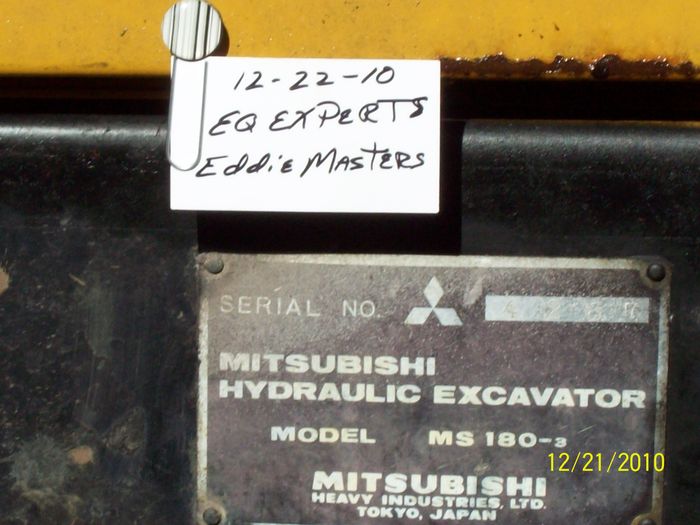 12-22-10
EQ EXPERTS
Eddie Masters
SERIAL NO.
MITSUBISHI
HYDRAULIC EXCAVATOR
MODEL MS 180-3
MITSUBISHI
HEAVY INDUSTRIES, LTD.
TOKYO, JAPAN
12/21/2010